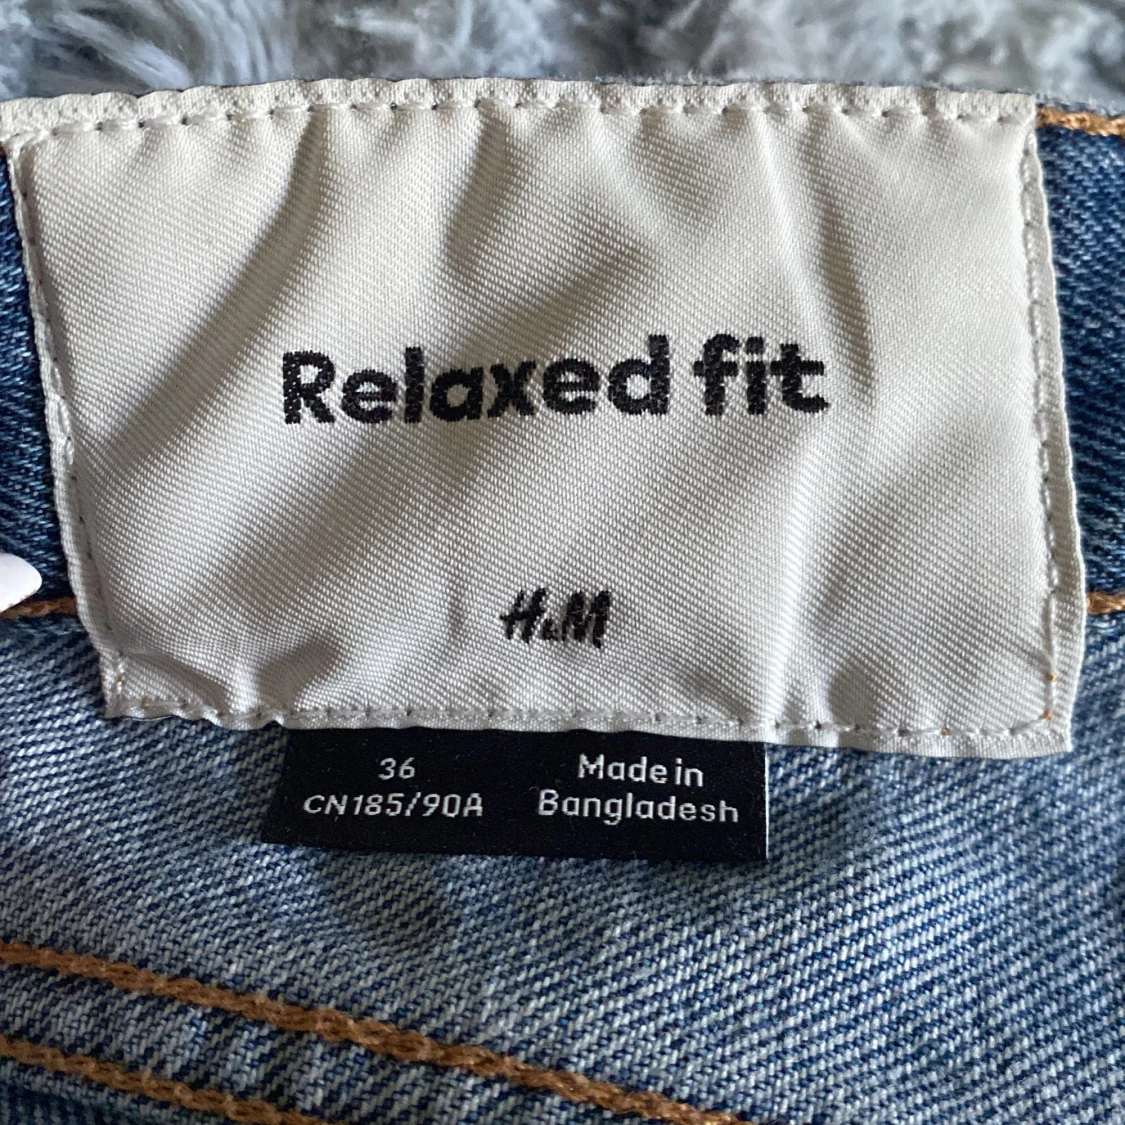 Relaxed fit
H&M
36
CN185/90A
Made in
Bangladesh